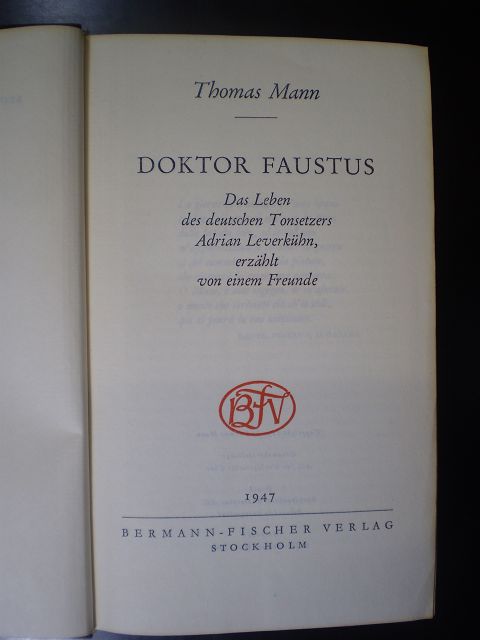 Thomas Mann
DOKTOR FAUSTUS
Das Leben
des deutschen Tonsetzers
Adrian Leverkühn,
erzählt
von einem Freunde
BFV
1947
BERMANN-FISCHER VERLAG
STOCKHOLM